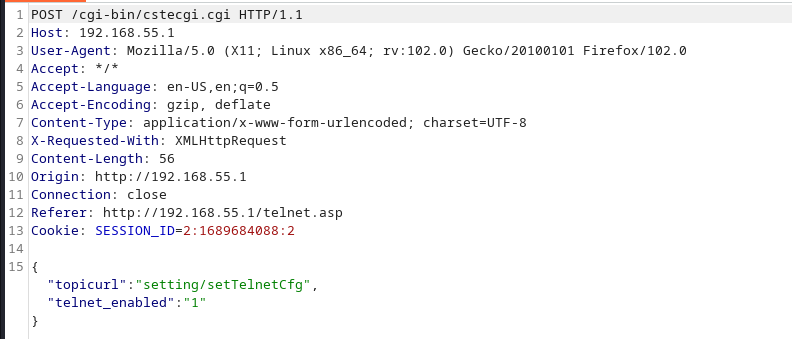 1 POST /cgi-bin/cstecgi.cgi HTTP/1.1
2 Host: 192.168.55.1
3 User-Agent: Mozilla/5.0 (X11; Linux x86_64; rv:102.0) Gecko/20100101 Firefox/102.0
4 Accept: */*
5 Accept-Language: en-US,en;q=0.5
6 Accept-Encoding: gzip, deflate
7 Content-Type: application/x-www-form-urlencoded; charset=UTF-8
8 X-Requested-With: XMLHttpRequest
9 Content-Length: 56
10 Origin: http://192.168.55.1
11 Connection: close
12 Referer: http://192.168.55.1/telnet.asp
13 Cookie: SESSION_ID=2:1689684088:2
14
15 {
"topicurl":"setting/setTelnetCfg",
"telnet_enabled":"1"
}